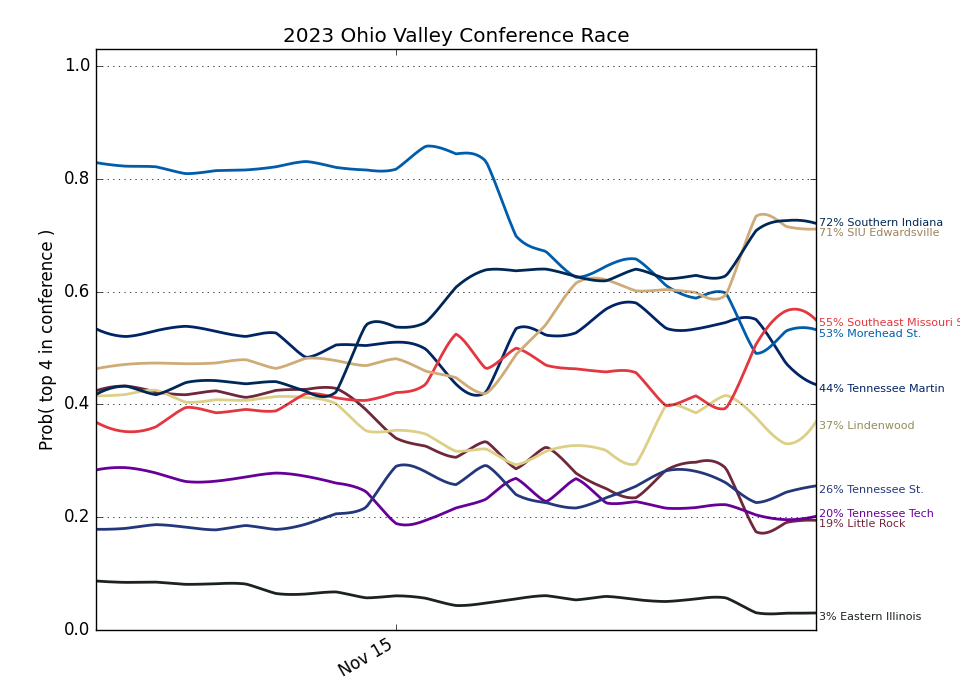 2023 Ohio Valley Conference Race
1.0
0.8
0.6
0.4
0.2
0.0
Prob( top 4 in conference )
Nov 15
72% Southern Indiana
71% SIU Edwardsville
55% Southeast Missouri S
53% Morehead St.
44% Tennessee Martin
37% Lindenwood
26% Tennessee St.
20% Tennessee Tech
19% Little Rock
3% Eastern Illinois